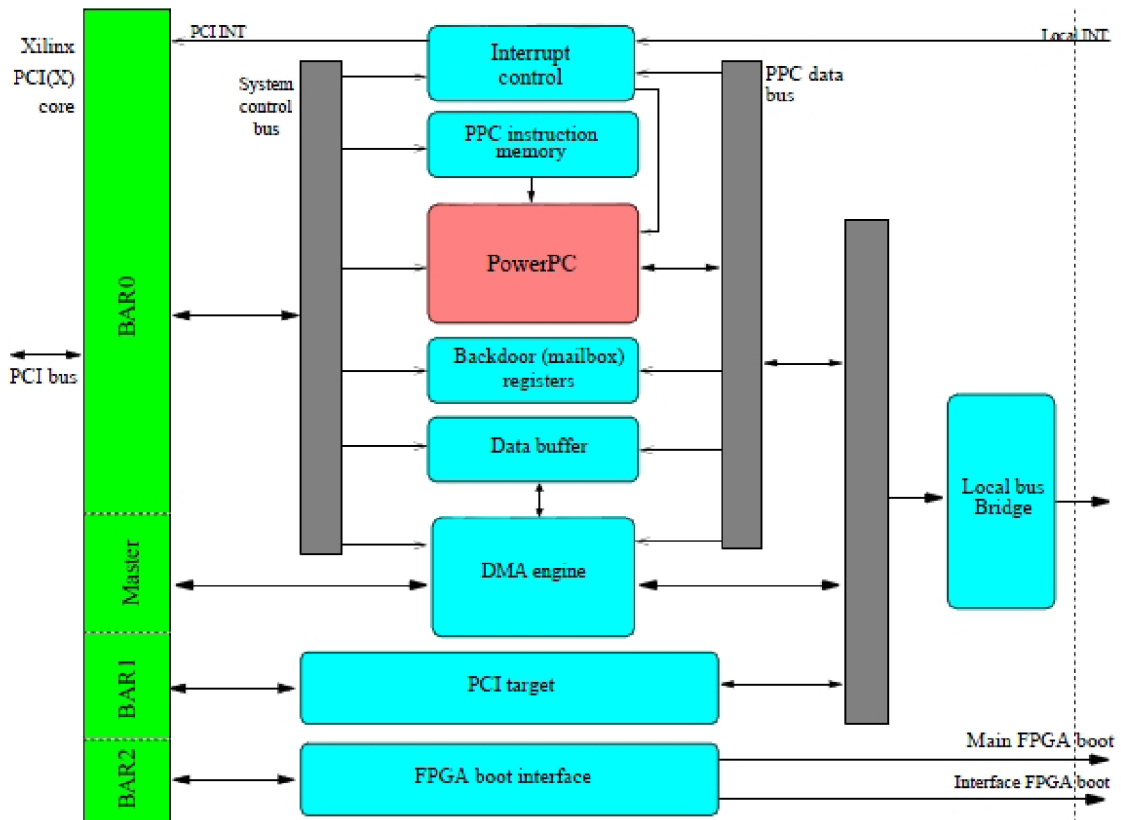 Xilinx
PCI(X)
core
PCI INT
Interrupt
control
Local INT
System
control
bus
PPC data
bus
PPC instruction
memory
PowerPC
BAR0
PCI bus
Backdoor (mailbox)
registers
Data buffer
Local bus
Bridge
Master
DMA engine
BAR1
PCI target
BAR2
FPGA boot interface
Main FPGA boot
Interface FPGA boot